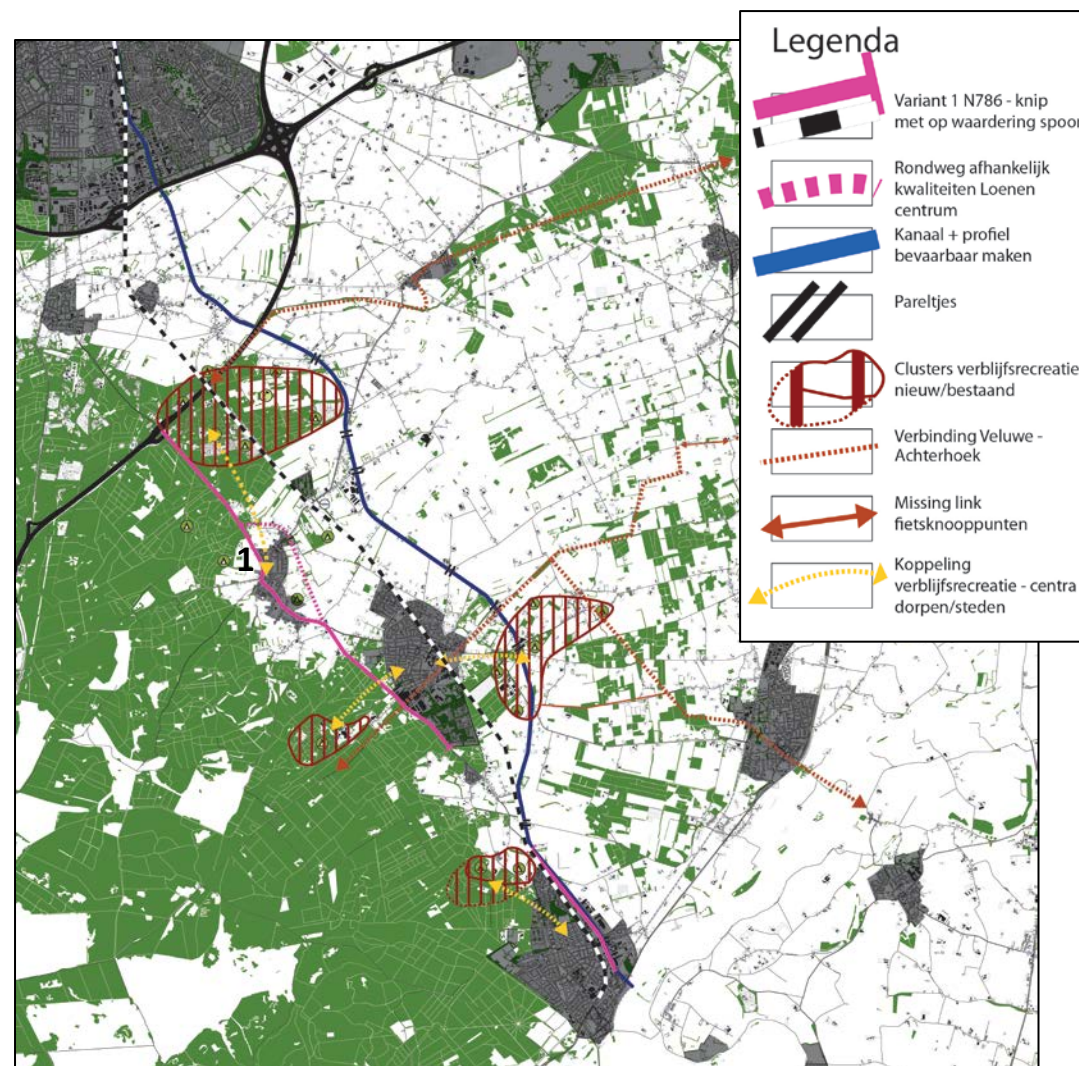 Legenda
Variant 1 N786 - knip
met op waardering spoor
Rondweg afhankelijk
kwaliteiten Loenen
centrum
Kanaal + profiel
bevaarbaar maken
Pareltjes
Clusters verblijfsrecreatie
nieuw/bestaand
Verbinding Veluwe -
Achterhoek
Missing link
fietsknooppunten
Koppeling
verblijfsrecreatie - centra
dorpen/steden
1